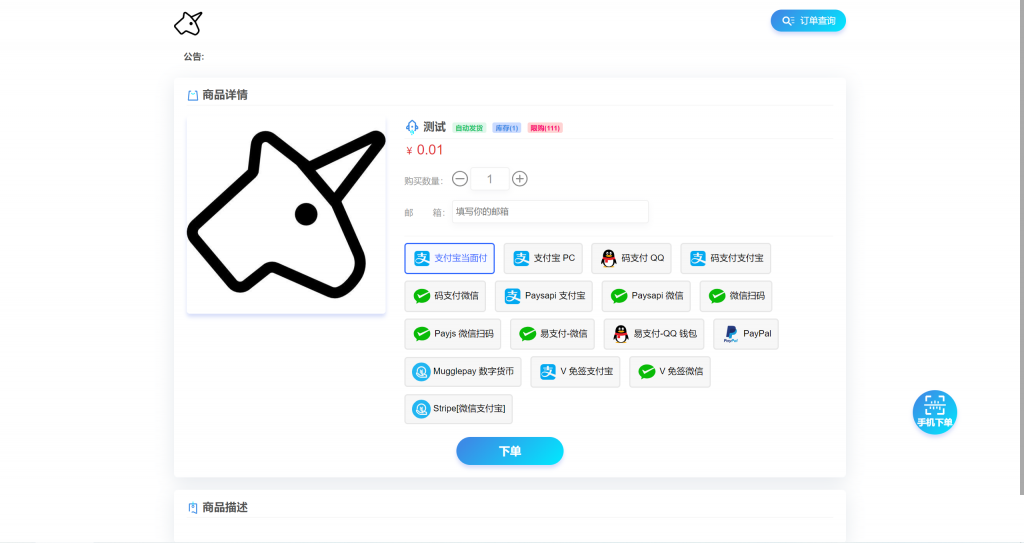 订单查询
公告:
商品详情
测试 自动发货 库存(1) 限购(111)
¥ 0.01
购买数量: 1
邮 箱: 填写你的邮箱
支付宝当面付 支付宝 PC 码支付 QQ 码支付支付宝
码支付微信 Paysapi 支付宝 Paysapi 微信 微信扫码
Payjs 微信扫码 易支付-微信 易支付-QQ 钱包 PayPal PayPal
Mugglepay 数字货币 V 免签支付宝 V 免签微信
Stripe[微信支付宝]
手机下单
下单
商品描述